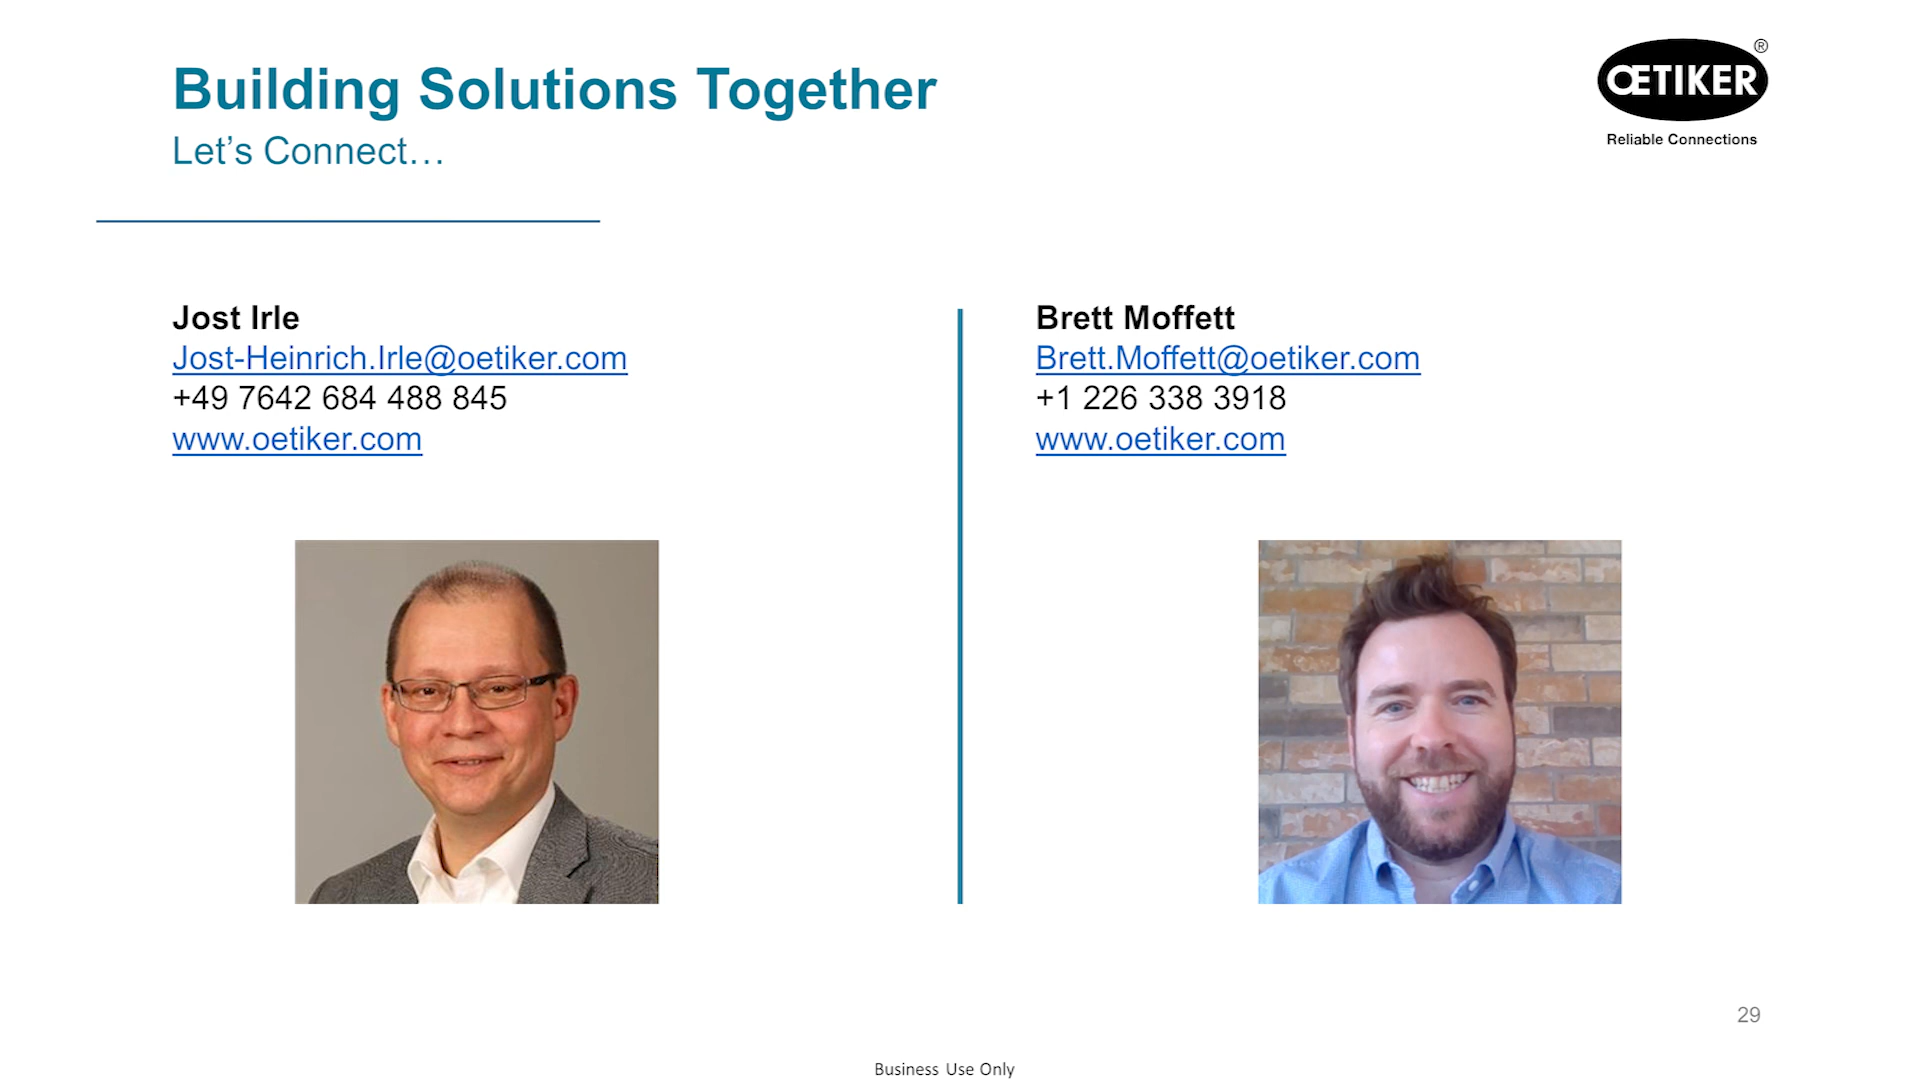 Building Solutions Together
Let’s Connect…
ŒTIKER®
Reliable Connections
Jost Irle
Jost-Heinrich.Irle@oetiker.com
+49 7642 684 488 845
www.oetiker.com
Brett Moffett
Brett.Moffett@oetiker.com
+1 226 338 3918
www.oetiker.com
29
Business Use Only